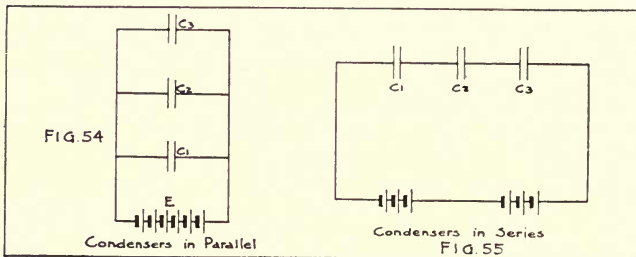 C3
C2
FIG.54
C1
E
Condensers in Parallel
C1 C2 C3
Condensers in Series
FIG.55